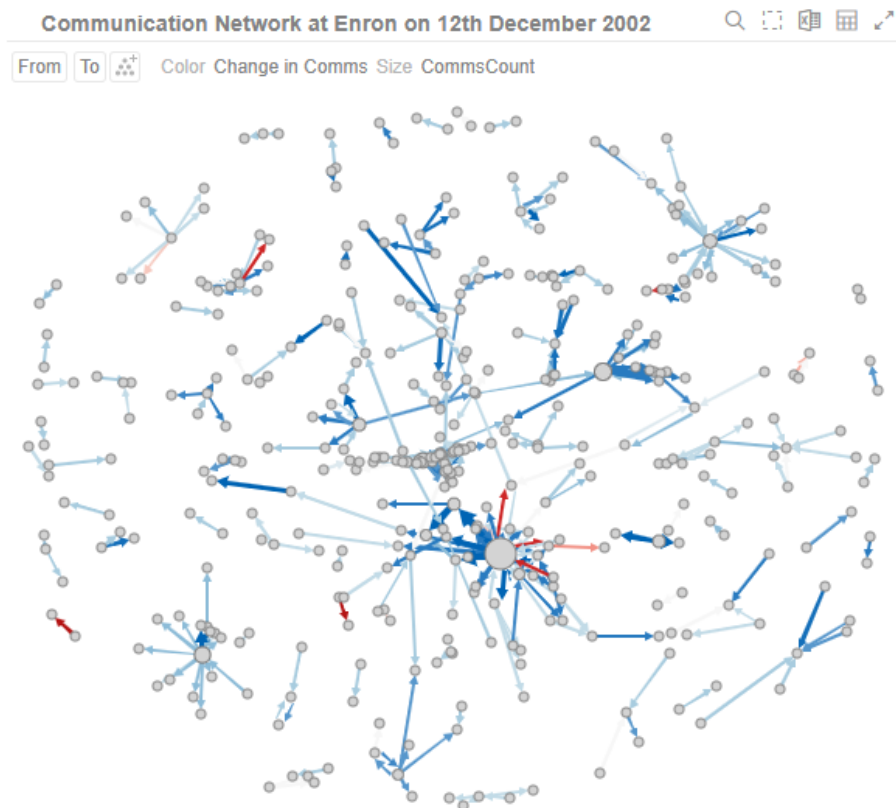 Communication Network at Enron on 12th December 2002
From To Color Change in Comms Size CommsCount